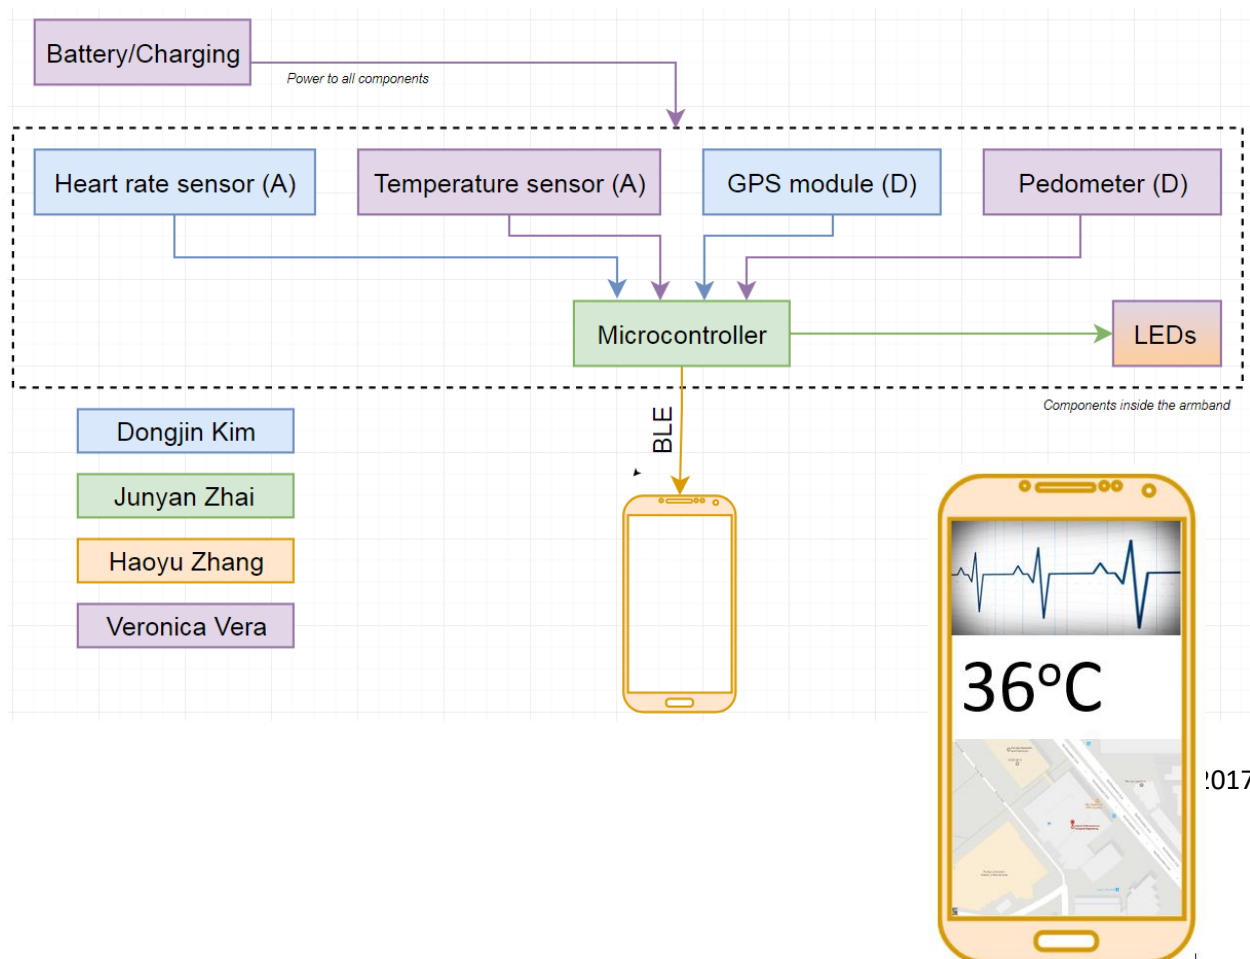 Battery/Charging
Power to all components
Heart rate sensor (A)
Temperature sensor (A)
GPS module (D)
Pedometer (D)
Microcontroller
LEDs
Components inside the armband
BLE
Dongjin Kim
Junyan Zhai
Haoyu Zhang
Veronica Vera
36°C
2017